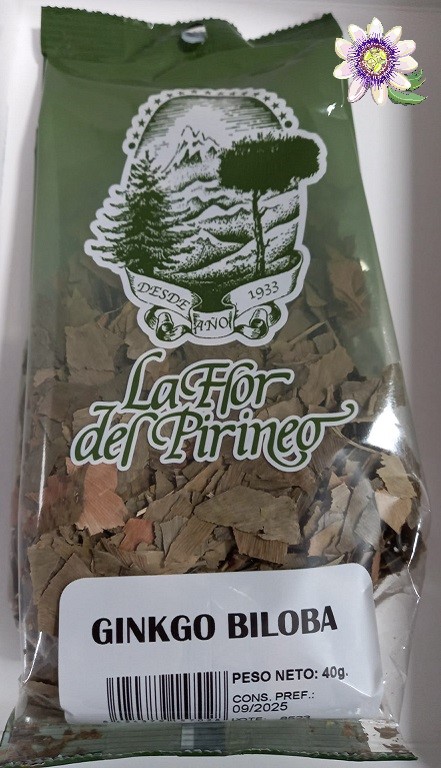 DESDE 1933
AÑO
La Flor
del Pirineo
GINKGO BILOBA
PESO NETO: 40g.
CONS. PREF.:
09/2025